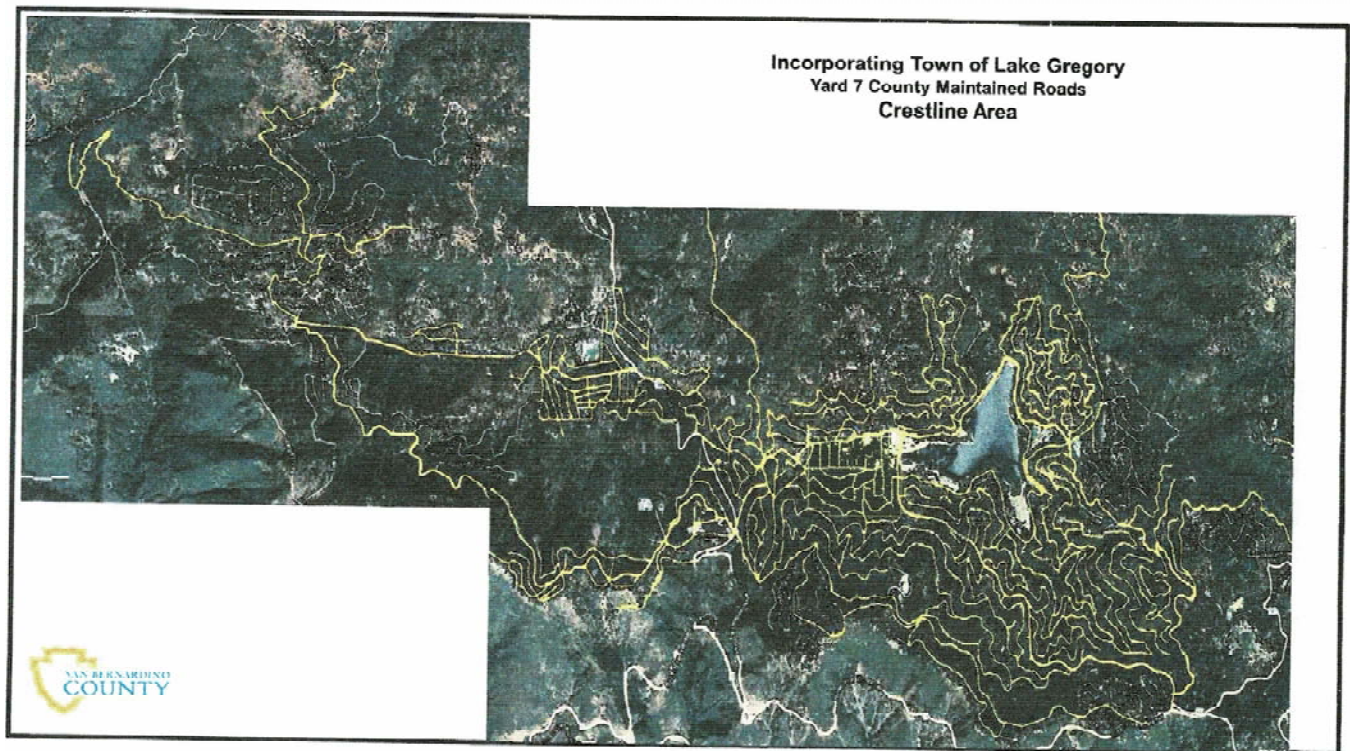 Incorporating Town of Lake Gregory
Yard 7 County Maintained Roads
Crestline Area
SAN BERNARDINO
COUNTY